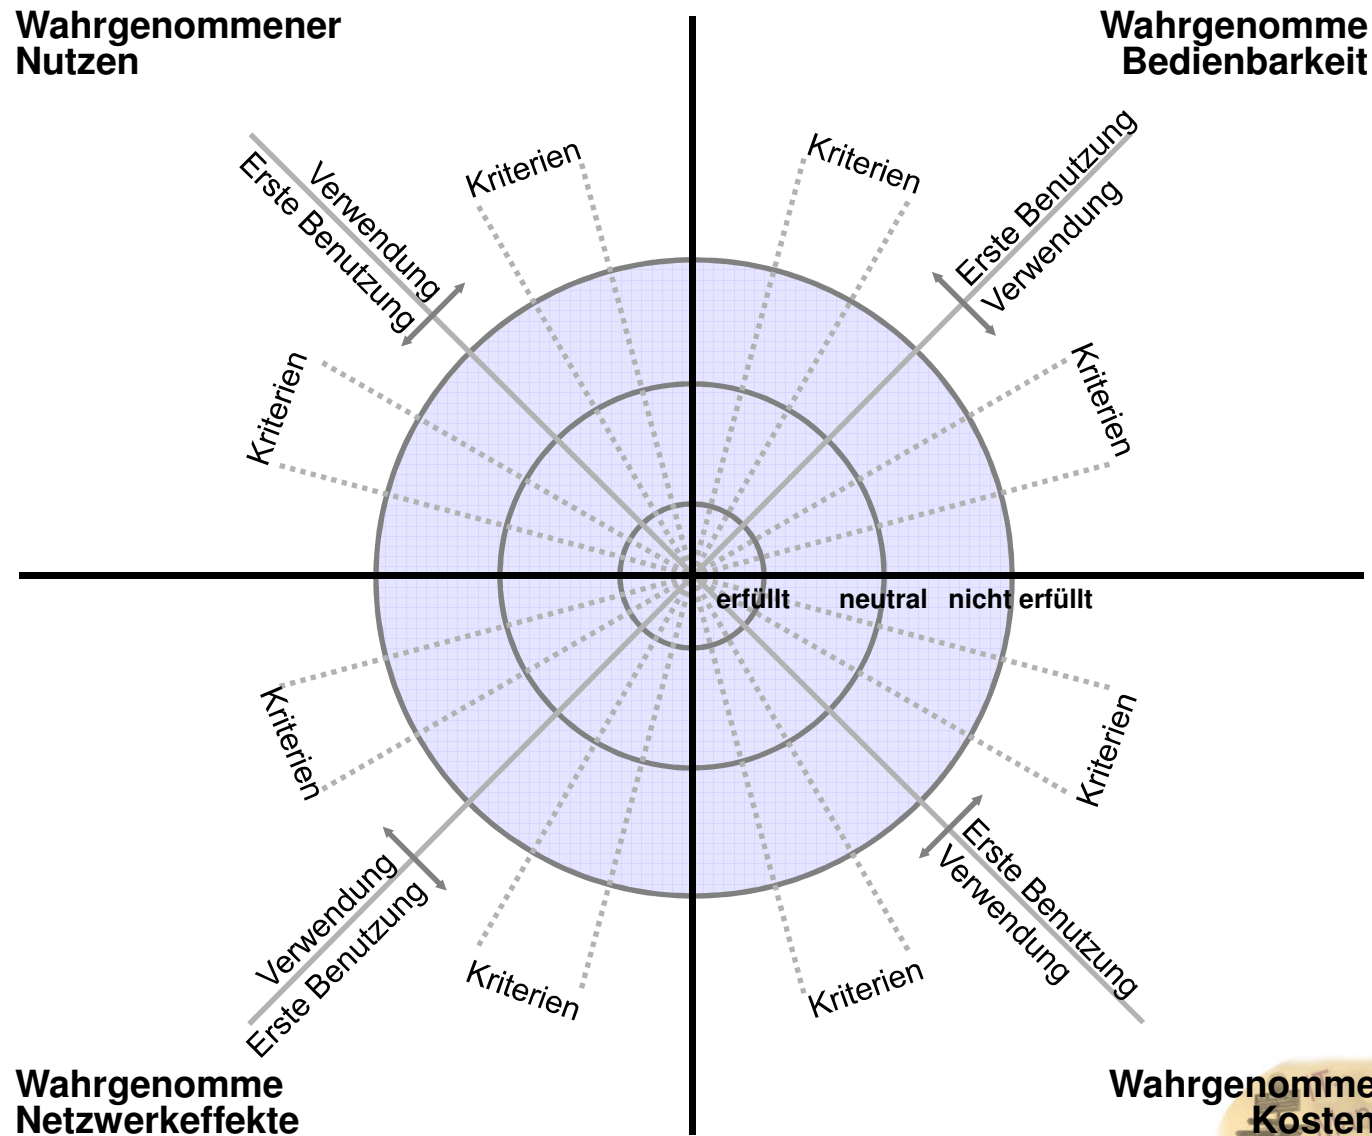 Wahrgenommener
Nutzen
Wahrgenomme
Bedienbarkeit
Verwendung
Erste Benutzung
Kriterien
Kriterien
Erste Benutzung
Verwendung
Kriterien
Kriterien
erfüllt
neutral
nicht erfüllt
Kriterien
Kriterien
Verwendung
Erste Benutzung
Kriterien
Kriterien
Erste Benutzung
Verwendung
Wahrgenomme
Netzwerkeffekte
Wahrgenomme
Kosten